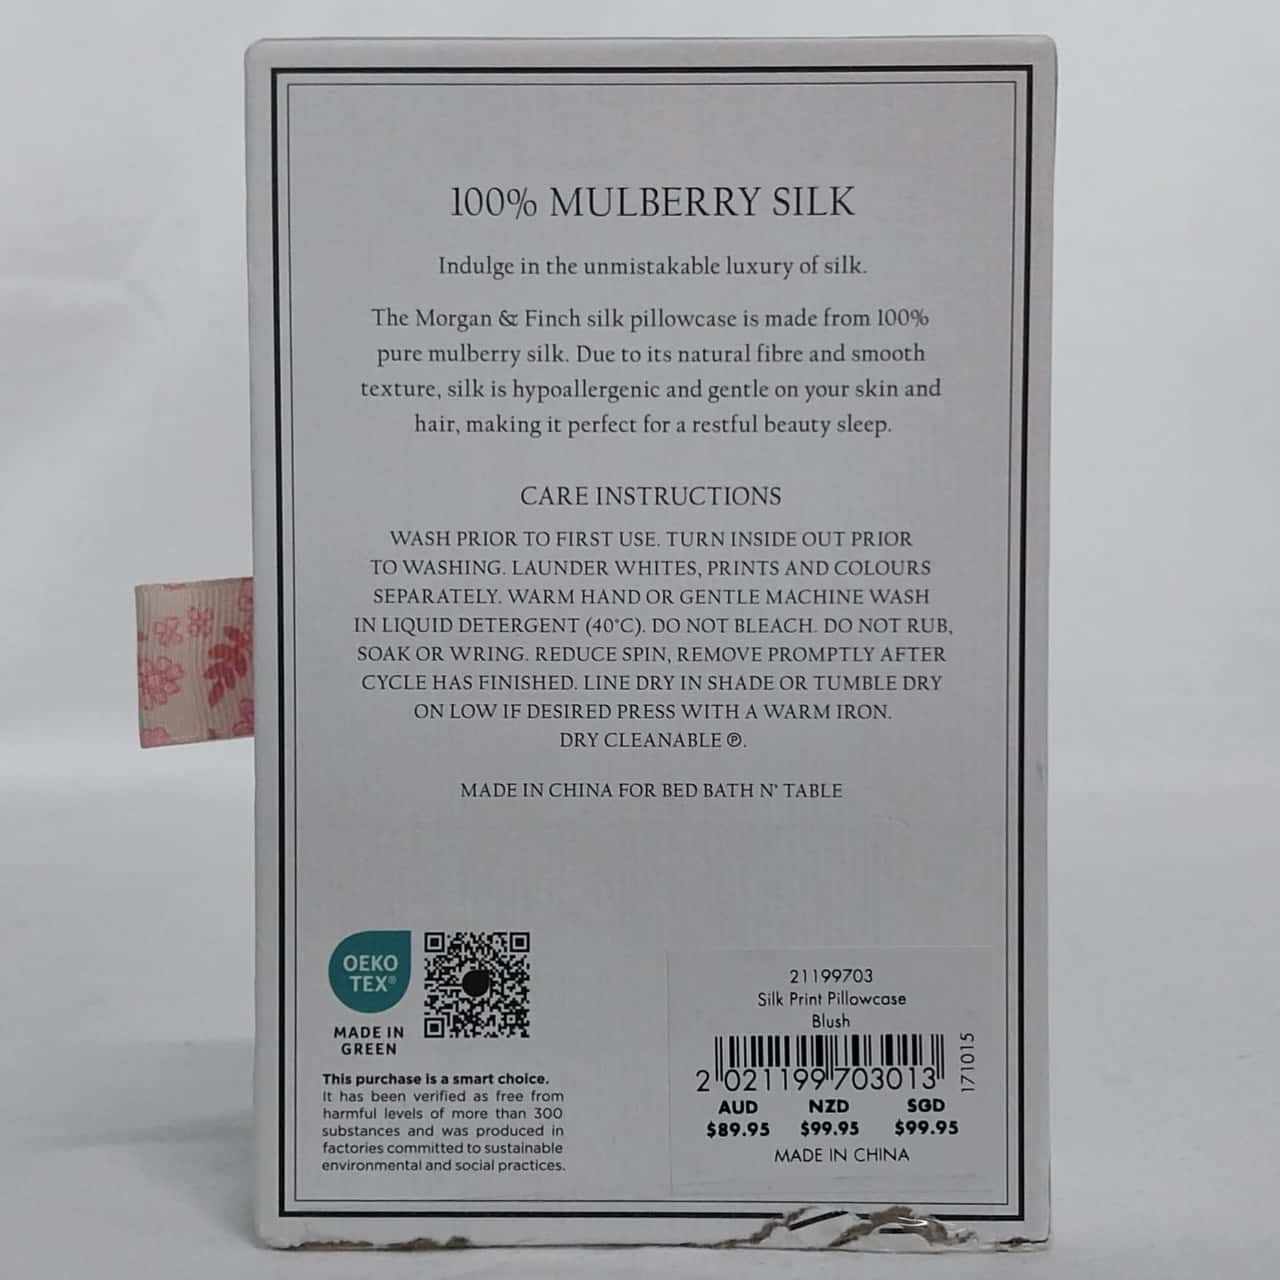 100% MULBERRY SILK
Indulge in the unmistakable luxury of silk.
The Morgan & Finch silk pillowcase is made from 100%
pure mulberry silk. Due to its natural fibre and smooth
texture, silk is hypoallergenic and gentle on your skin and
hair, making it perfect for a restful beauty sleep.
CARE INSTRUCTIONS
WASH PRIOR TO FIRST USE. TURN INSIDE OUT PRIOR
TO WASHING. LAUNDER WHITES, PRINTS AND COLOURS
SEPARATELY. WARM HAND OR GENTLE MACHINE WASH
IN LIQUID DETERGENT (40°C). DO NOT BLEACH. DO NOT RUB,
SOAK OR WRING. REDUCE SPIN, REMOVE PROMPTLY AFTER
CYCLE HAS FINISHED. LINE DRY IN SHADE OR TUMBLE DRY
ON LOW IF DESIRED PRESS WITH A WARM IRON.
DRY CLEANABLE Ⓟ.
MADE IN CHINA FOR BED BATH N' TABLE
OEKO
TEX®
MADE IN
GREEN
This purchase is a smart choice.
It has been verified as free from
harmful levels of more than 300
substances and was produced in
factories committed to sustainable
environmental and social practices.
21199703
Silk Print Pillowcase
Blush
2 021199 703013
171015
AUD NZD SGD
$89.95 $99.95 $99.95
MADE IN CHINA